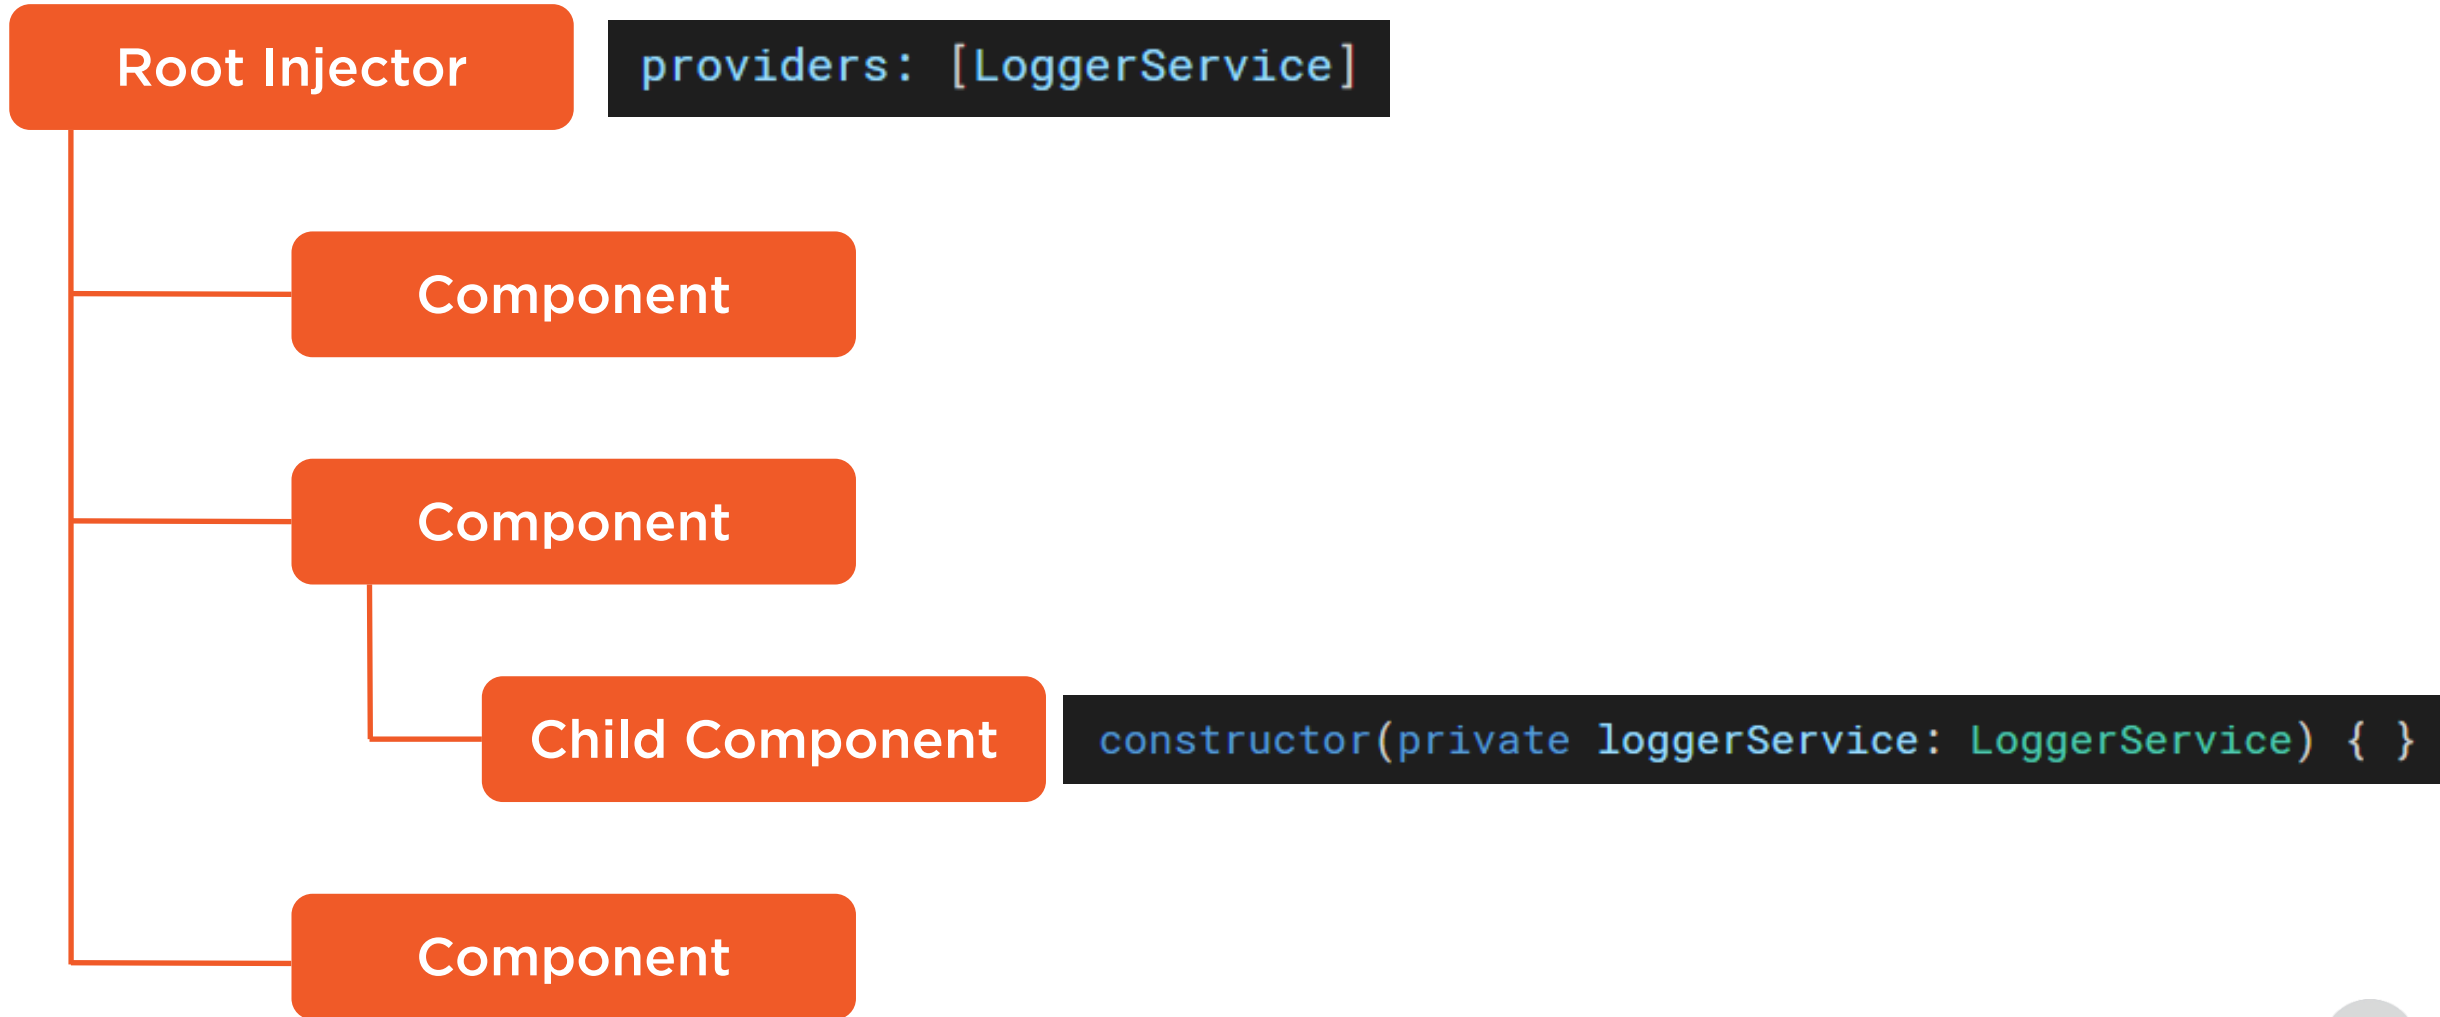 Root Injector
providers: [LoggerService]
Component
Component
Child Component
constructor(private loggerService: LoggerService) { }
Component